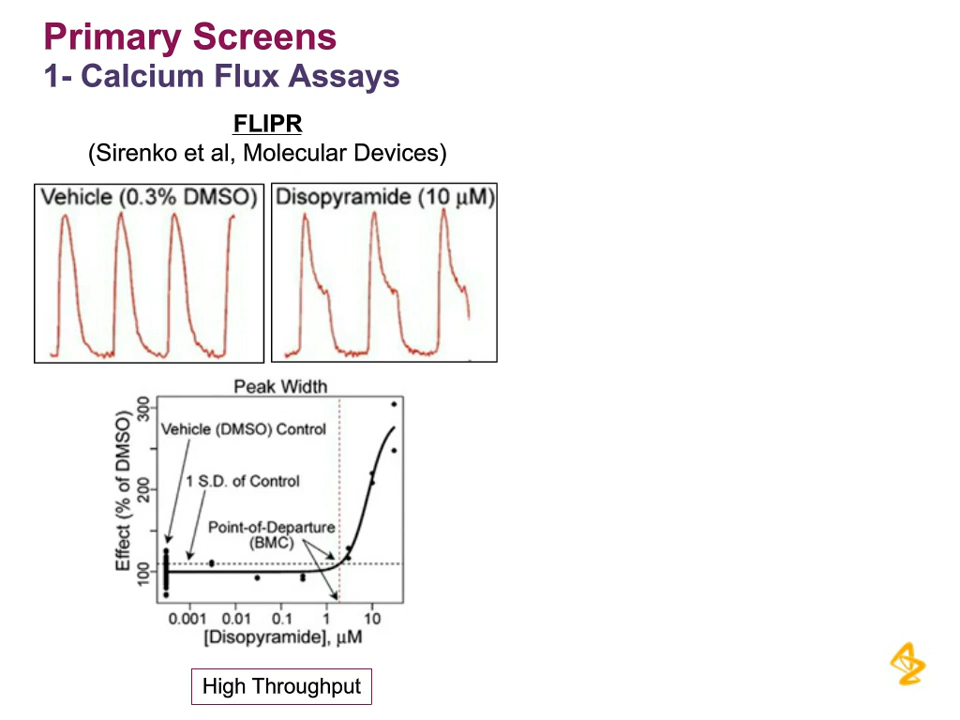 Primary Screens
1- Calcium Flux Assays
FLIPR
(Sirenko et al, Molecular Devices)
Vehicle (0.3% DMSO)
Disopyramide (10 µM)
Peak Width
Effect (% of DMSO)
300
200
100
Vehicle (DMSO) Control
1 S.D. of Control
Point-of-Departure
(BMC)
0.001 0.01 0.1 1 10
[Disopyramide], µM
High Throughput